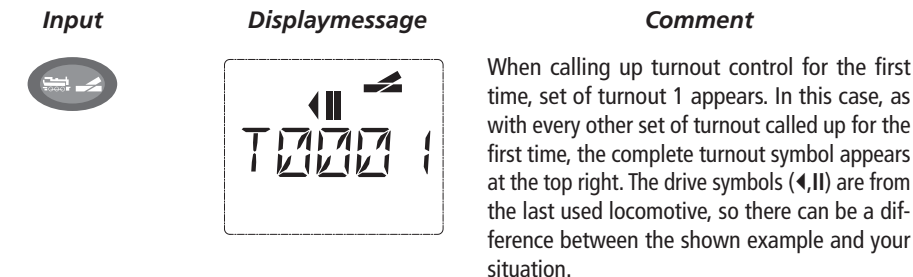 Input Displaymessage Comment
T0001
When calling up turnout control for the first
time, set of turnout 1 appears. In this case, as
with every other set of turnout called up for the
first time, the complete turnout symbol appears
at the top right. The drive symbols (◄,II) are from
the last used locomotive, so there can be a dif-
ference between the shown example and your
situation.